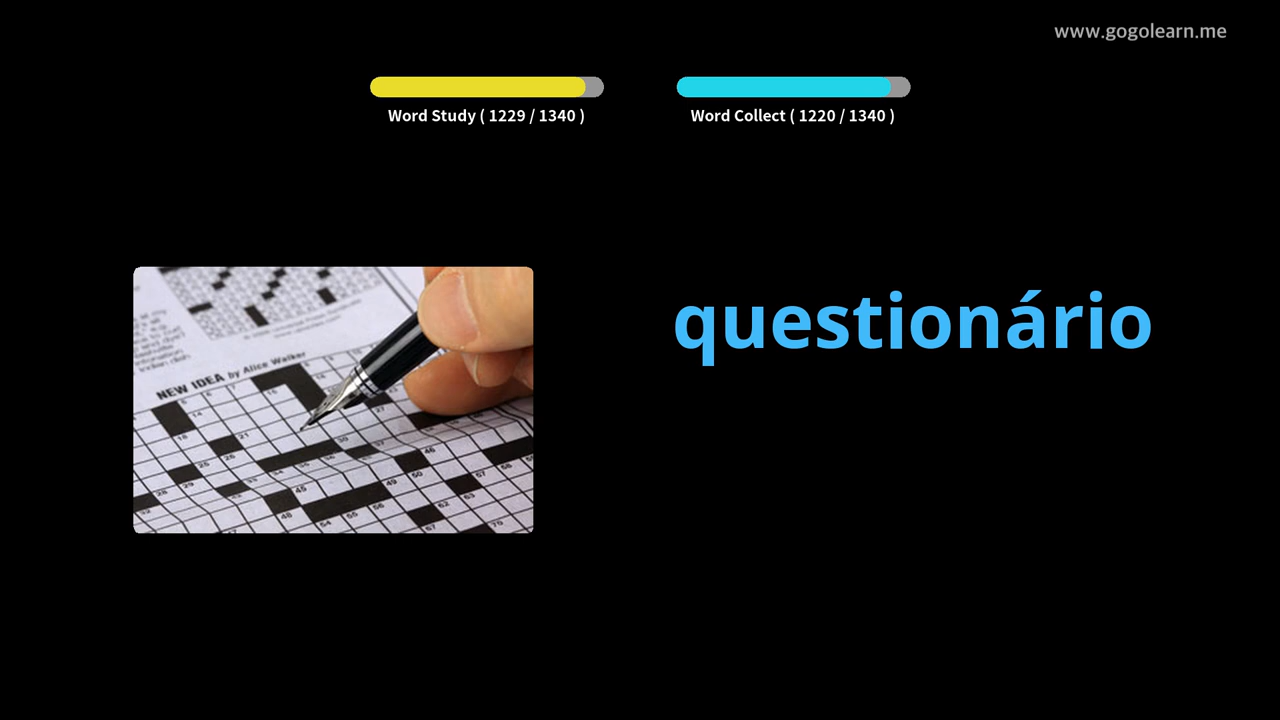 www.gogolearn.me
Word Study ( 1229 / 1340 )
Word Collect ( 1220 / 1340 )
questionário
NEW IDEA by Alice Walker